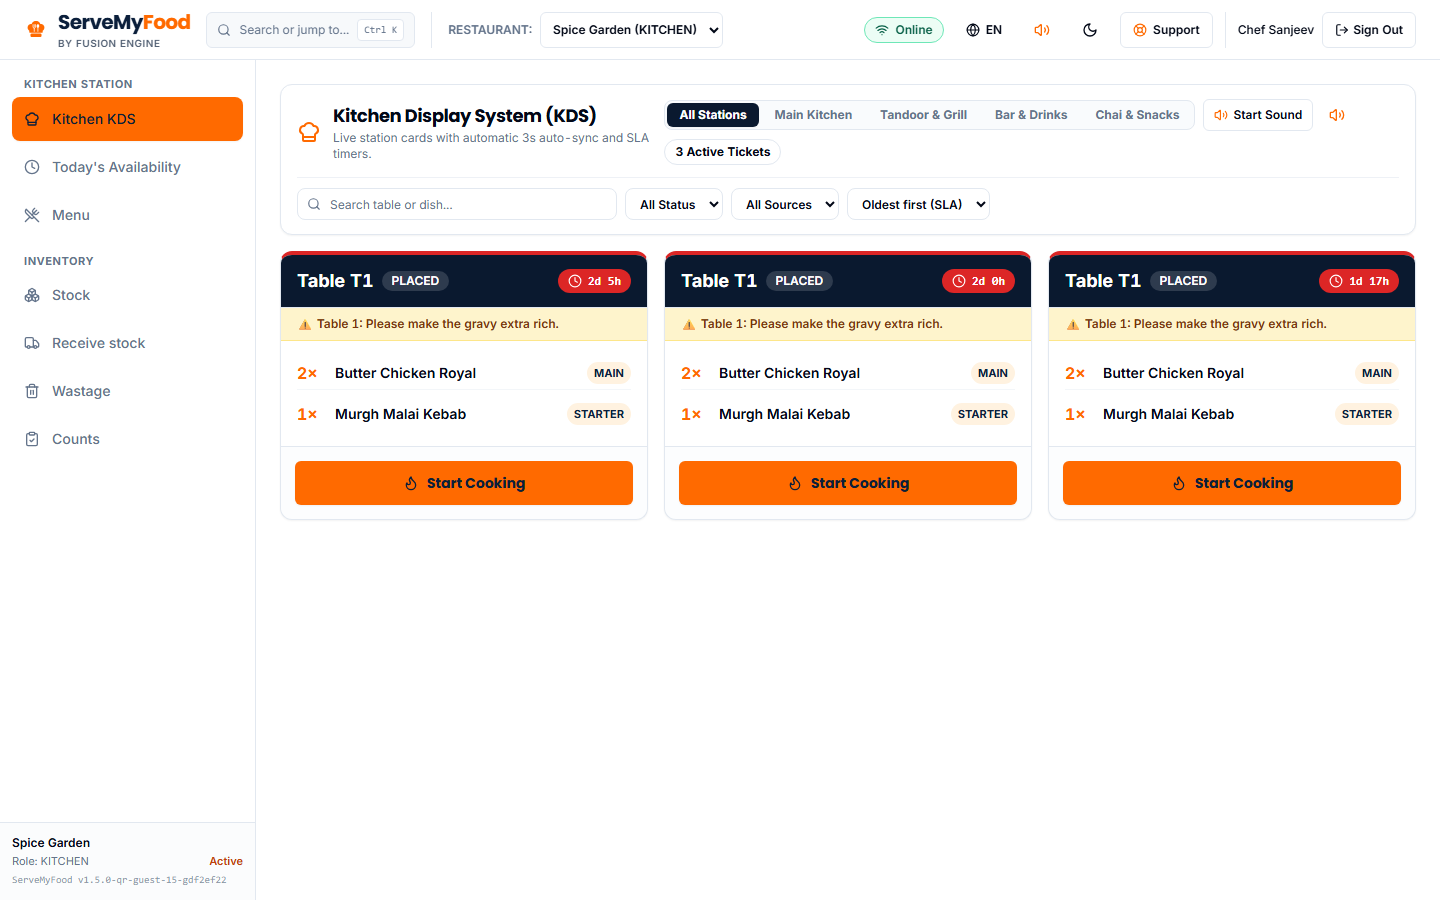 ServeMyFood
BY FUSION ENGINE
Search or jump to... Ctrl K
RESTAURANT: Spice Garden (KITCHEN)
Online
EN
Support
Chef Sanjeev
Sign Out
KITCHEN STATION
Kitchen KDS
Today's Availability
Menu
INVENTORY
Stock
Receive stock
Wastage
Counts
Spice Garden
Role: KITCHEN Active
ServeMyFood v1.5.0-qr-guest-15-gdf2ef22
Kitchen Display System (KDS)
Live station cards with automatic 3s auto-sync and SLA
timers.
All Stations Main Kitchen Tandoor & Grill Bar & Drinks Chai & Snacks
Start Sound
3 Active Tickets
Search table or dish...
All Status
All Sources
Oldest first (SLA)
Table T1 PLACED 2d 5h
Table 1: Please make the gravy extra rich.
2× Butter Chicken Royal MAIN
1× Murgh Malai Kebab STARTER
Start Cooking
Table T1 PLACED 2d 0h
Table 1: Please make the gravy extra rich.
2× Butter Chicken Royal MAIN
1× Murgh Malai Kebab STARTER
Start Cooking
Table T1 PLACED 1d 17h
Table 1: Please make the gravy extra rich.
2× Butter Chicken Royal MAIN
1× Murgh Malai Kebab STARTER
Start Cooking